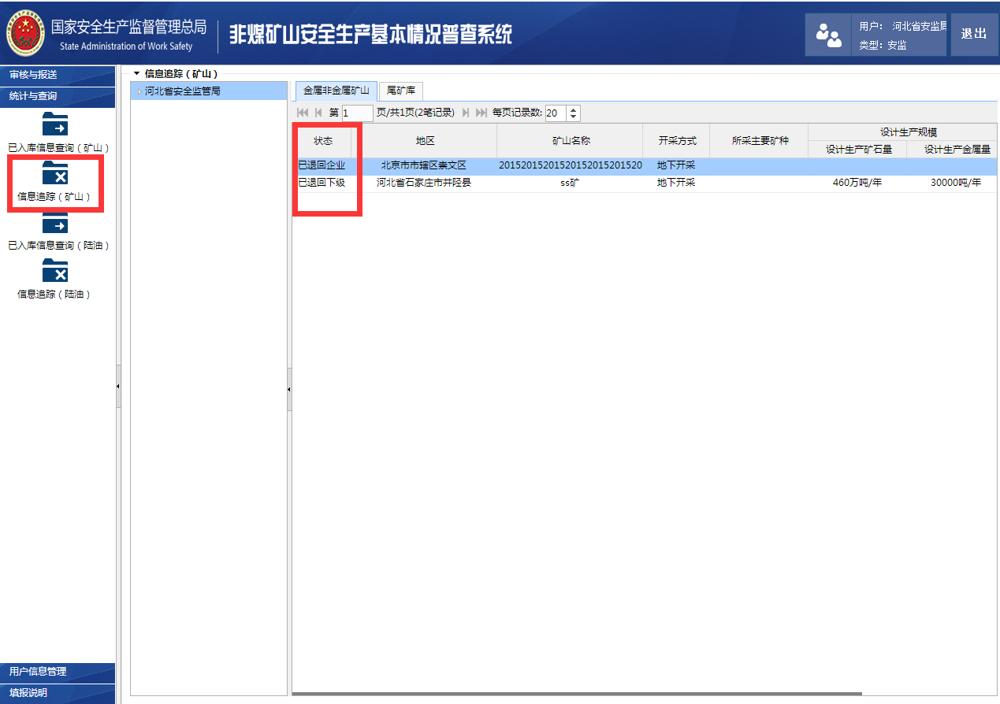 国家安全生产监督管理总局
State Administration of Work Safety
非煤矿山安全生产基本情况普查系统
用户： 河北省安监局
类型：安监
退出
审核与报送
统计与查询
已入库信息查询（矿山）
信息追踪（矿山）
已入库信息查询（陆油）
信息追踪（陆油）
用户信息管理
填报说明
信息追踪（矿山）
河北省安全监管局
金属非金属矿山 尾矿库
第 1 页/共1页(2笔记录) 每页记录数: 20
状态 地区 矿山名称 开采方式 所采主要矿种 设计生产规模
设计生产矿石量 设计生产金属量
已退回企业 北京市市辖区崇文区 2015201520152015201520152015201520 地下开采
已退回下级 河北省石家庄市井陉县 ss矿 地下开采 460万吨/年 30000吨/年